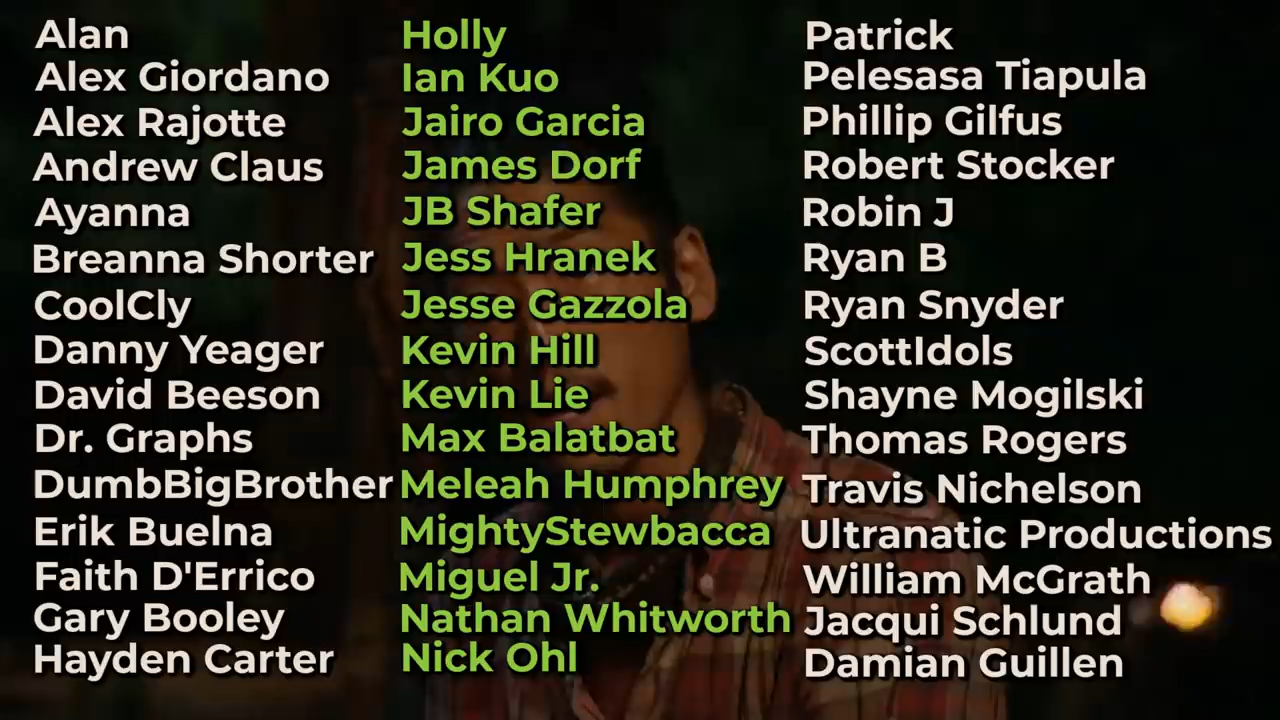 Alan
Alex Giordano
Alex Rajotte
Andrew Claus
Ayanna
Breanna Shorter
CoolCly
Danny Yeager
David Beeson
Dr. Graphs
DumbBigBrother
Erik Buelna
Faith D'Errico
Gary Booley
Hayden Carter
Holly
Ian Kuo
Jairo Garcia
James Dorf
JB Shafer
Jess Hranek
Jesse Gazzola
Kevin Hill
Kevin Lie
Max Balatbat
Meleah Humphrey
MightyStewbacca
Miguel Jr.
Nathan Whitworth
Nick Ohl
Patrick
Pelesasa Tiapula
Phillip Gilfus
Robert Stocker
Robin J
Ryan B
Ryan Snyder
ScottIdols
Shayne Mogilski
Thomas Rogers
Travis Nichelson
Ultranatic Productions
William McGrath
Jacqui Schlund
Damian Guillen